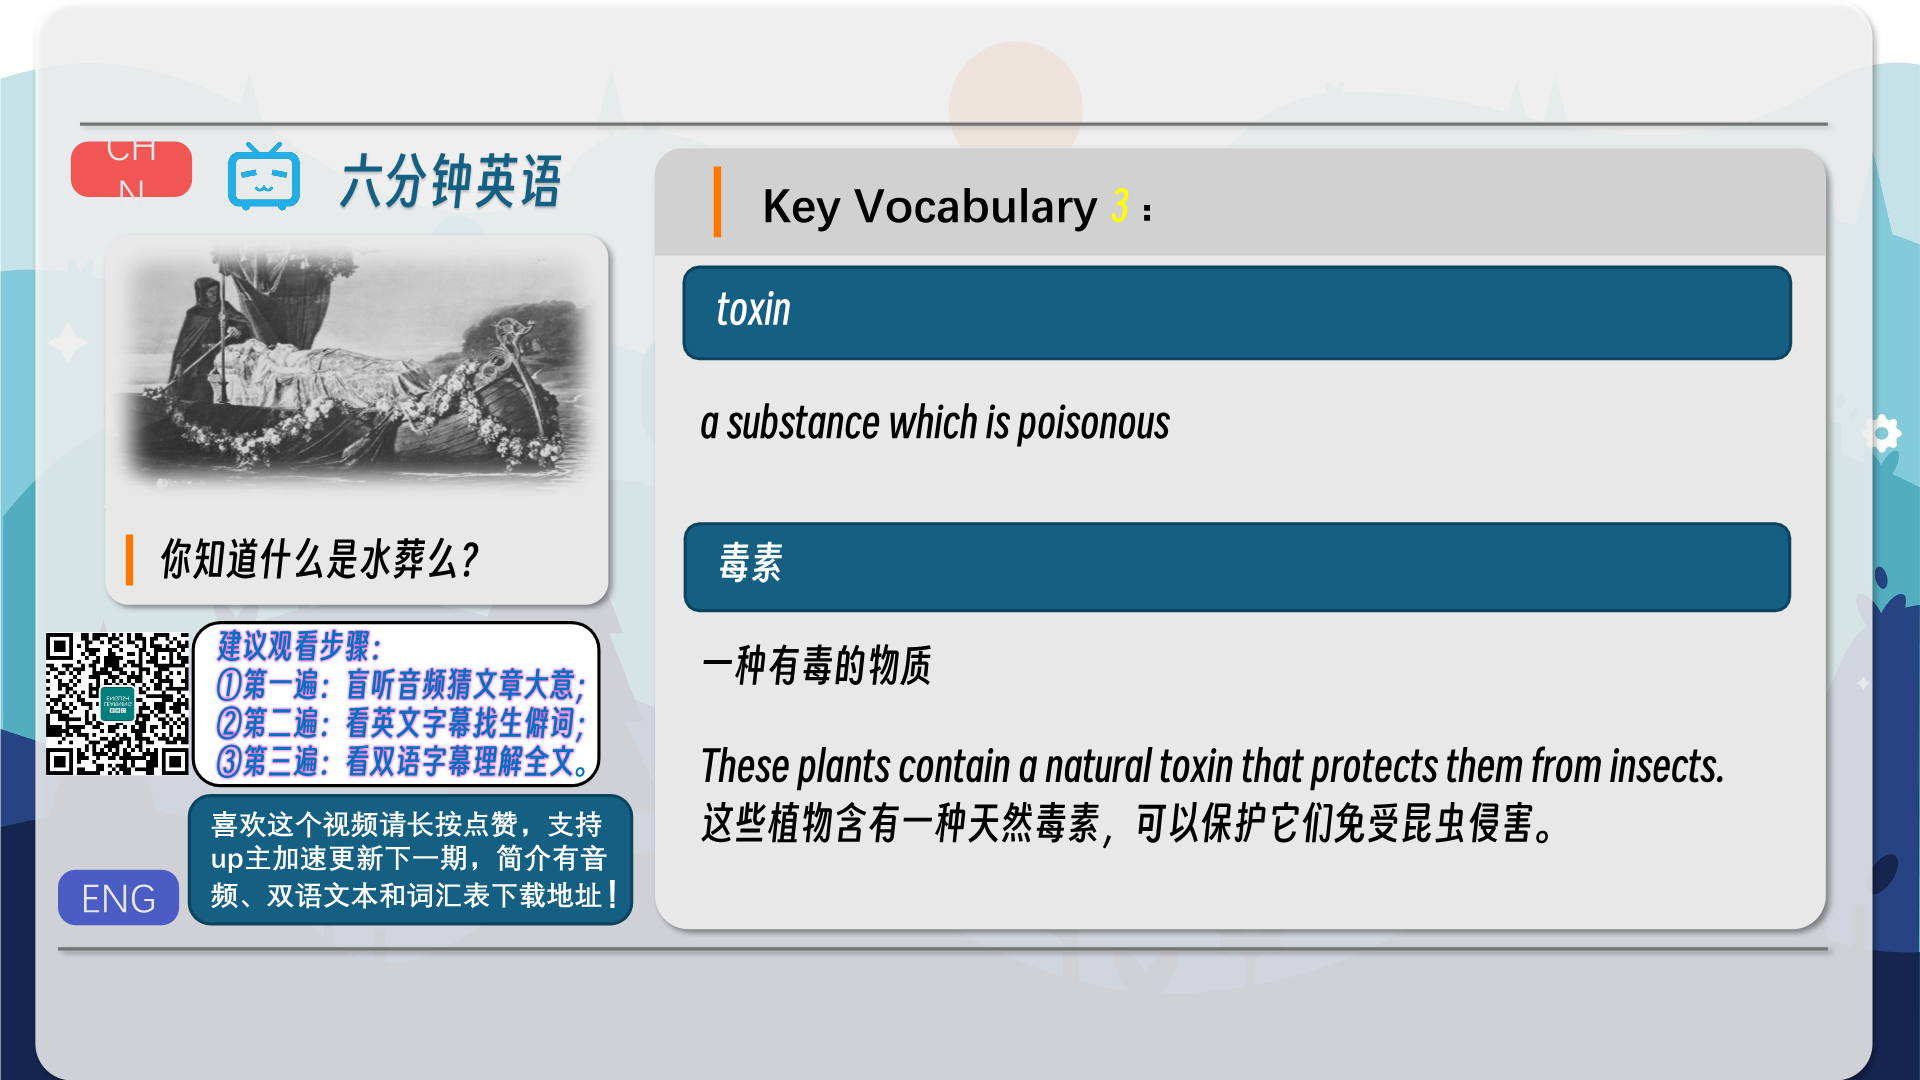 CH
N
六分钟英语
你知道什么是水葬么?
建议观看步骤：
①第一遍：盲听音频猜文章大意；
②第二遍：看英文字幕找生僻词；
③第三遍：看双语字幕理解全文。
喜欢这个视频请长按点赞，支持
up主加速更新下一期，简介有音
频、双语文本和词汇表下载地址！
ENG
Key Vocabulary 3：
toxin
a substance which is poisonous
毒素
一种有毒的物质
These plants contain a natural toxin that protects them from insects.
这些植物含有一种天然毒素，可以保护它们免受昆虫侵害。